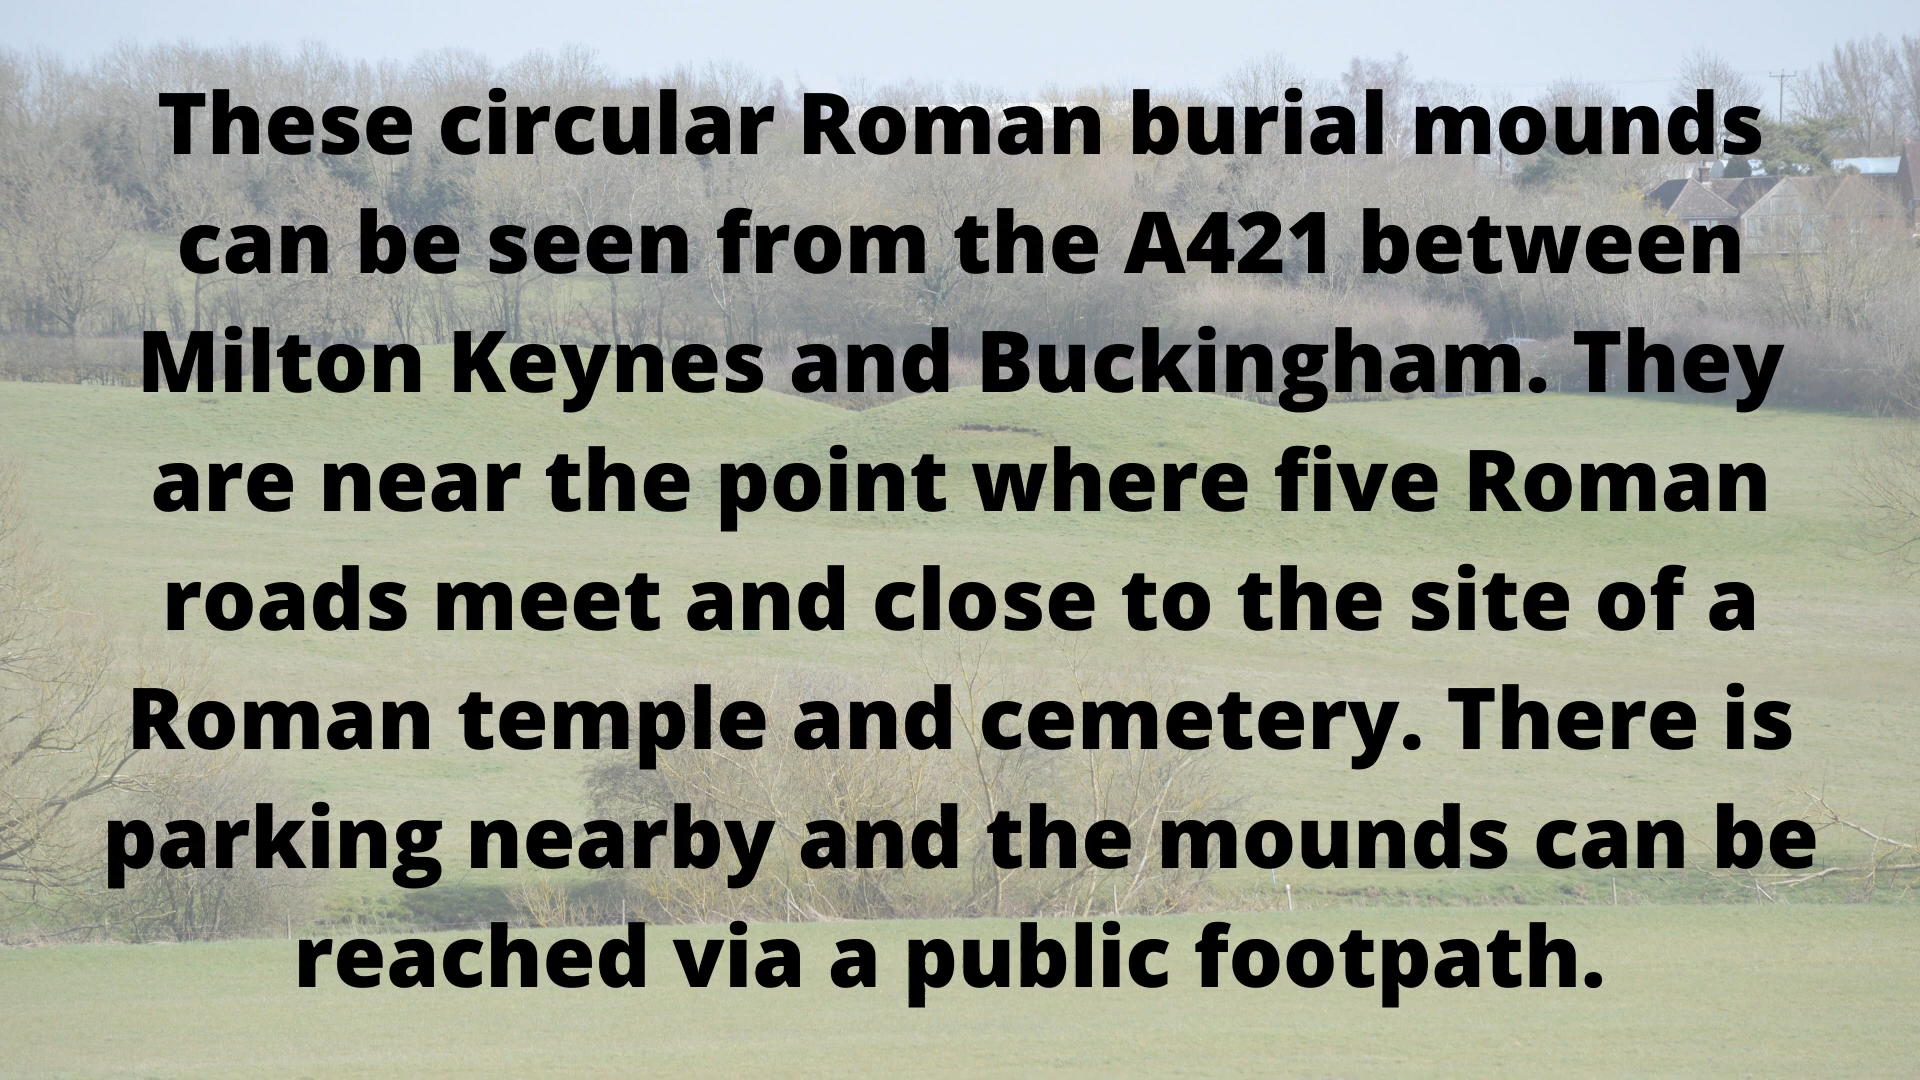 These circular Roman burial mounds
can be seen from the A421 between
Milton Keynes and Buckingham. They
are near the point where five Roman
roads meet and close to the site of a
Roman temple and cemetery. There is
parking nearby and the mounds can be
reached via a public footpath.